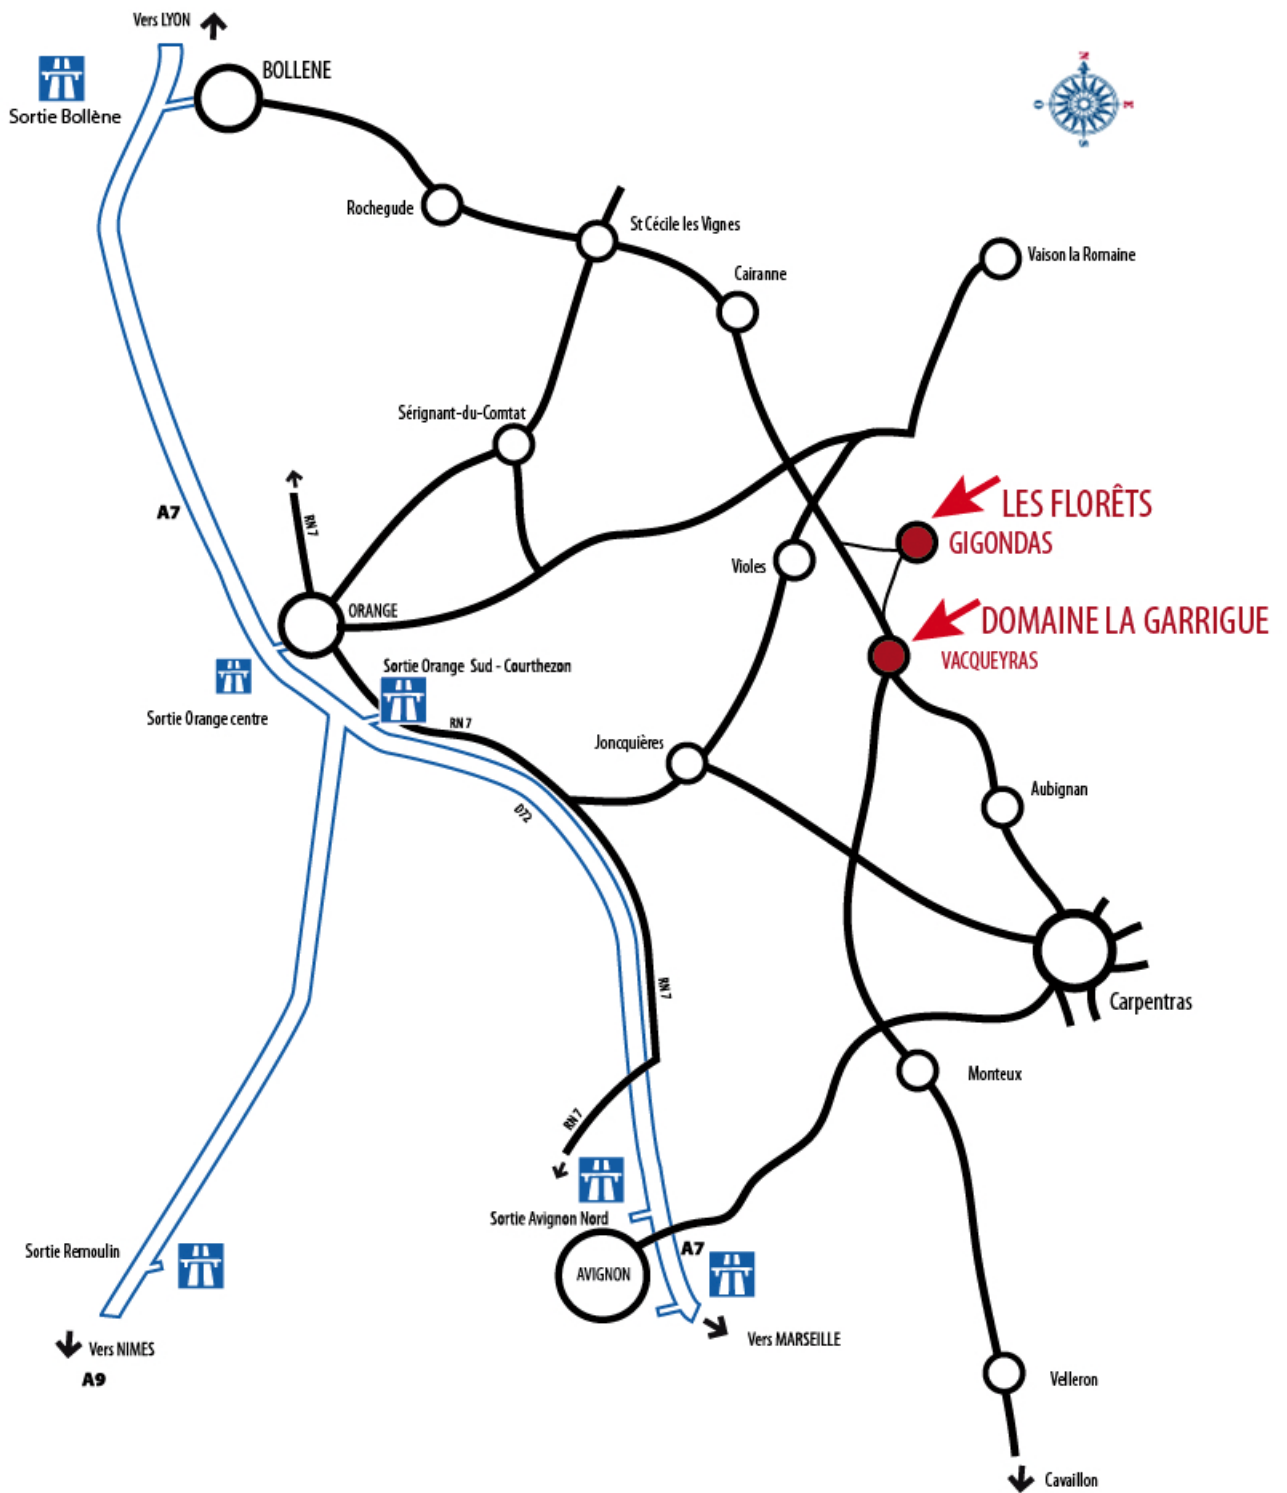 Vers LYON
BOLLENE
N
O
E
S
Sortie Bollène
Rochegude
St Cécile les Vignes
Vaison la Romaine
Cairanne
Sérignant-du-Comtat
A7
RN 7
LES FLORÊTS
GIGONDAS
Violes
ORANGE
DOMAINE LA GARRIGUE
VACQUEYRAS
Sortie Orange Sud - Courthezon
Sortie Orange centre
RN 7
Joncquières
Aubignan
D72
RN 7
Carpentras
Monteux
RN 7
Sortie Avignon Nord
Sortie Remoulin
A7
AVIGNON
Vers MARSEILLE
Vers NIMES
A9
Velleron
Cavaillon